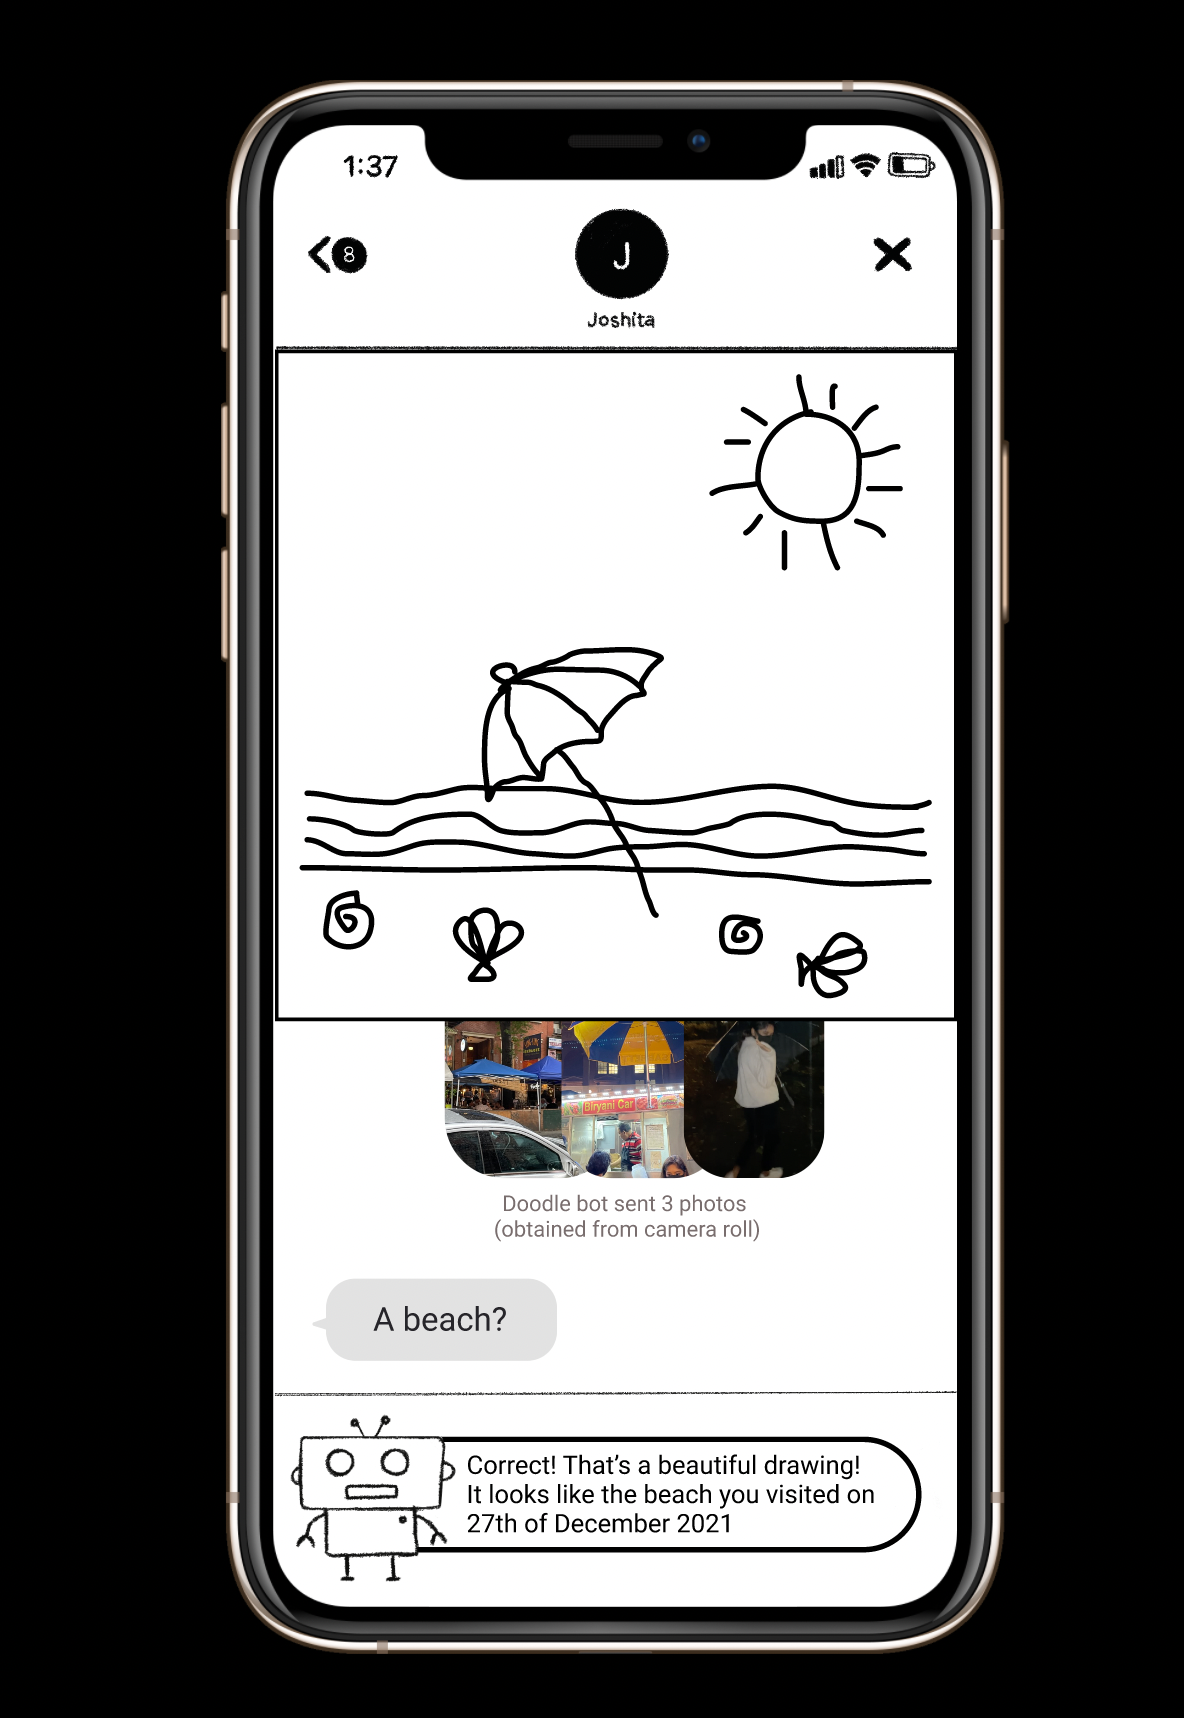 1:37
8
J
Joshita
Biryani Car
Doodle bot sent 3 photos
(obtained from camera roll)
A beach?
Correct! That's a beautiful drawing!
It looks like the beach you visited on
27th of December 2021